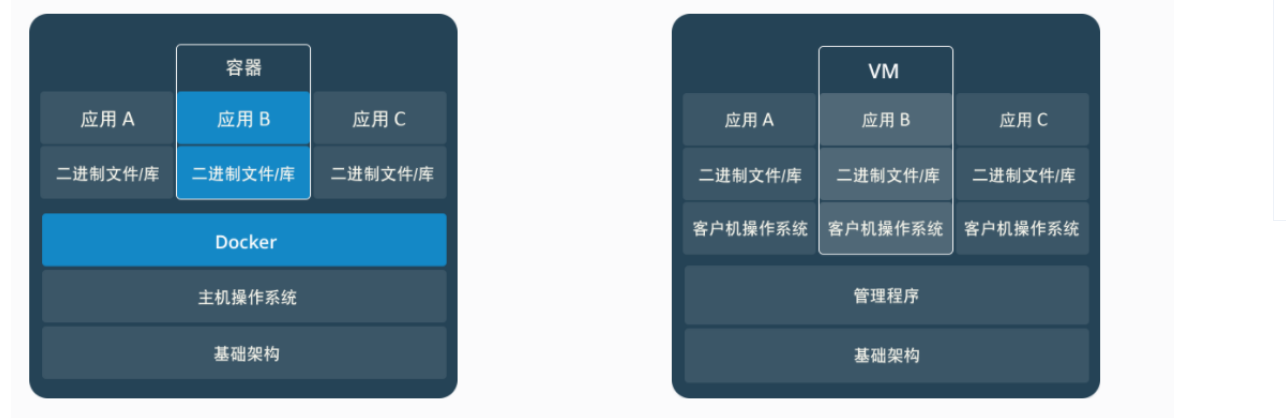 容器
应用 A
应用 B
应用 C
二进制文件/库
二进制文件/库
二进制文件/库
Docker
主机操作系统
基础架构
VM
应用 A
应用 B
应用 C
二进制文件/库
二进制文件/库
二进制文件/库
客户机操作系统
客户机操作系统
客户机操作系统
管理程序
基础架构